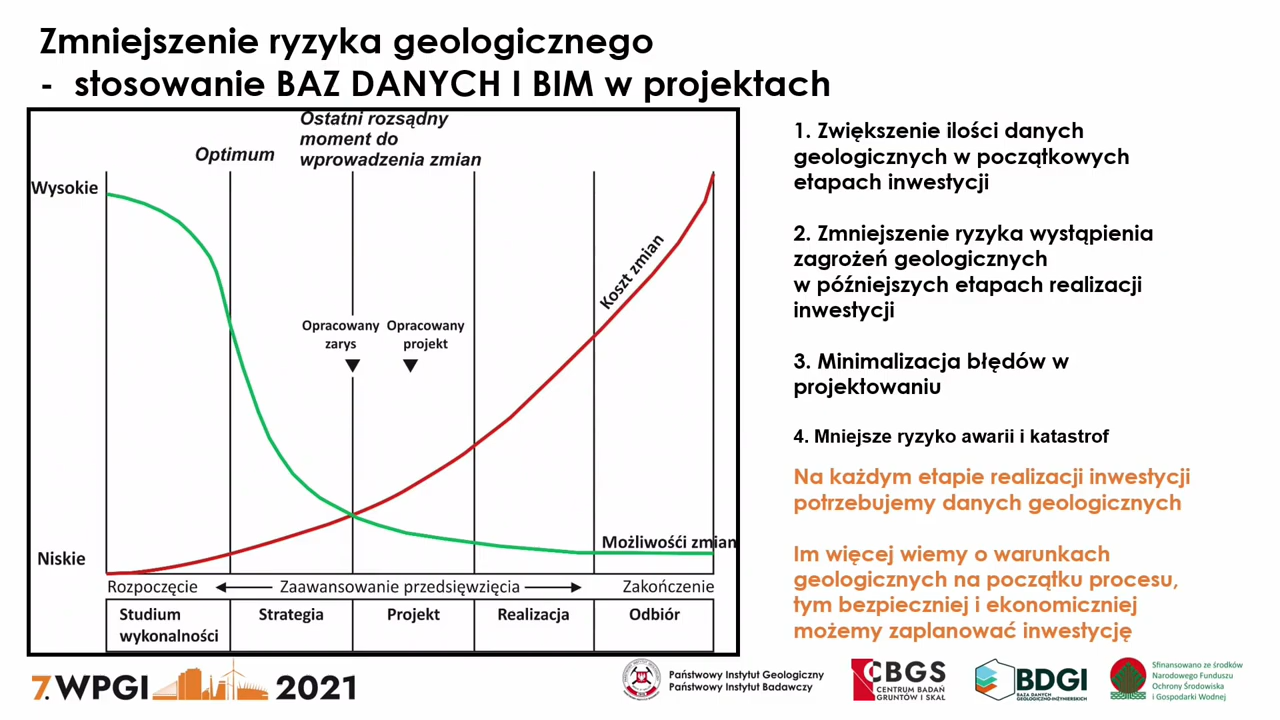 Zmniejszenie ryzyka geologicznego
- stosowanie BAZ DANYCH I BIM w projektach
Ostatni rozsądny
moment do
wprowadzenia zmian
Optimum
Wysokie
Koszt zmian
Opracowany
zarys
Opracowany
projekt
Możliwośći zmian
Niskie
Rozpoczęcie
Zaawansowanie przedsięwzięcia
Zakończenie
Studium
wykonalności
Strategia
Projekt
Realizacja
Odbiór
1. Zwiększenie ilości danych
geologicznych w początkowych
etapach inwestycji
2. Zmniejszenie ryzyka wystąpienia
zagrożeń geologicznych
w późniejszych etapach realizacji
inwestycji
3. Minimalizacja błędów w
projektowaniu
4. Mniejsze ryzyko awarii i katastrof
Na każdym etapie realizacji inwestycji
potrzebujemy danych geologicznych
Im więcej wiemy o warunkach
geologicznych na początku procesu,
tym bezpieczniej i ekonomiczniej
możemy zaplanować inwestycję
7. WPGI 2021
Państwowy Instytut Geologiczny
Państwowy Instytut Badawczy
CBGS
CENTRUM BADAŃ
GRUNTÓW I SKAŁ
BDGI
BAZA DANYCH
GEOLOGICZNO-INŻYNIERSKICH
Sfinansowano ze środków
Narodowego Funduszu
Ochrony Środowiska
i Gospodarki Wodnej